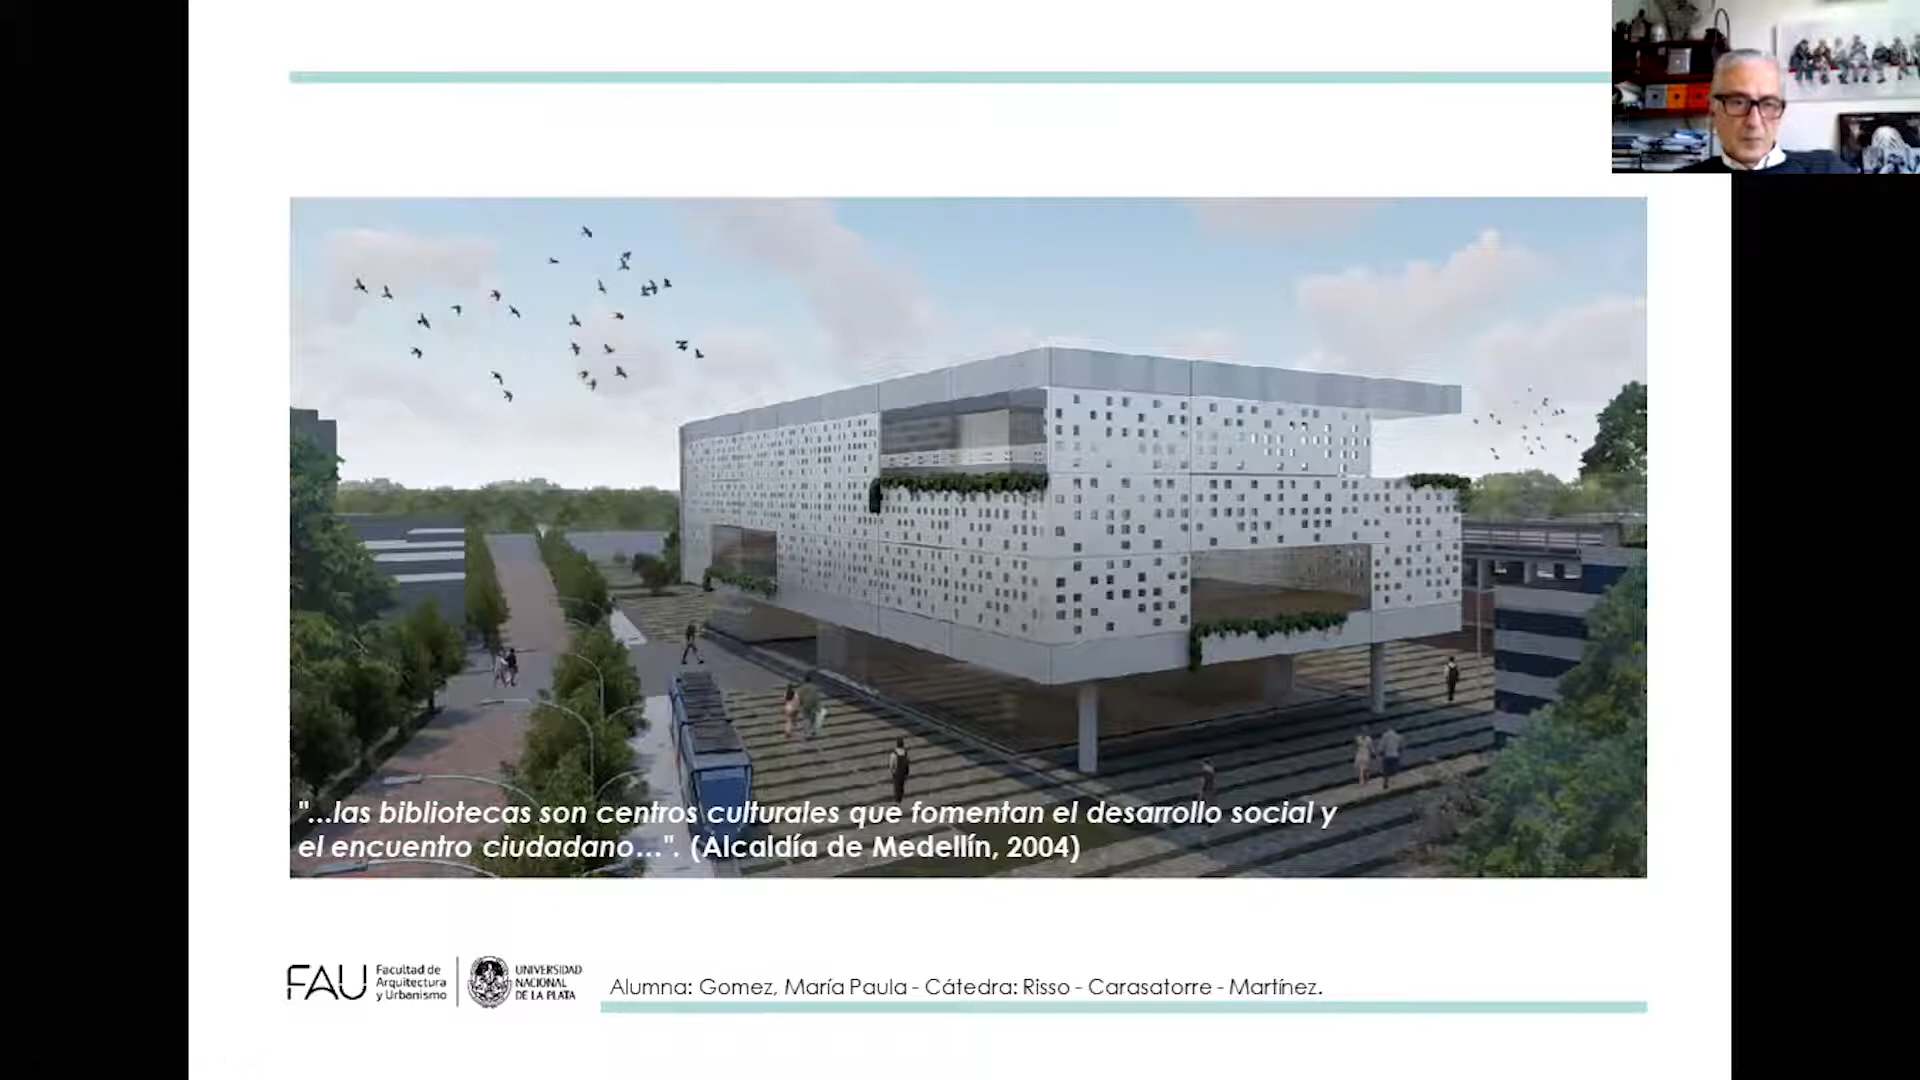 "...las bibliotecas son centros culturales que fomentan el desarrollo social y
el encuentro ciudadano...". (Alcaldía de Medellín, 2004)
FAU
Facultad de
Arquitectura
y Urbanismo
UNIVERSIDAD
NACIONAL
DE LA PLATA
Alumna: Gomez, María Paula - Cátedra: Risso - Carasatorre - Martínez.